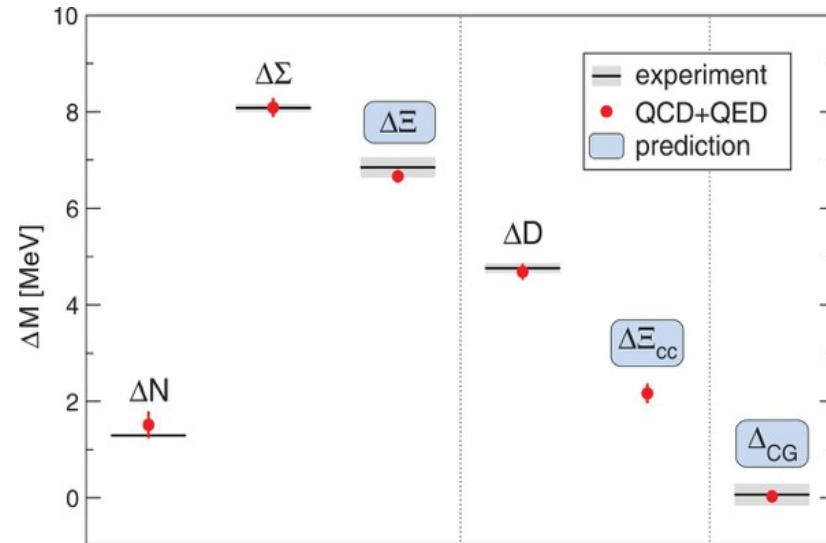 10
8
6
4
2
0
ΔM [MeV]
ΔN
ΔΣ
ΔΞ
ΔD
ΔΞcc
ΔCG
experiment
QCD+QED
prediction